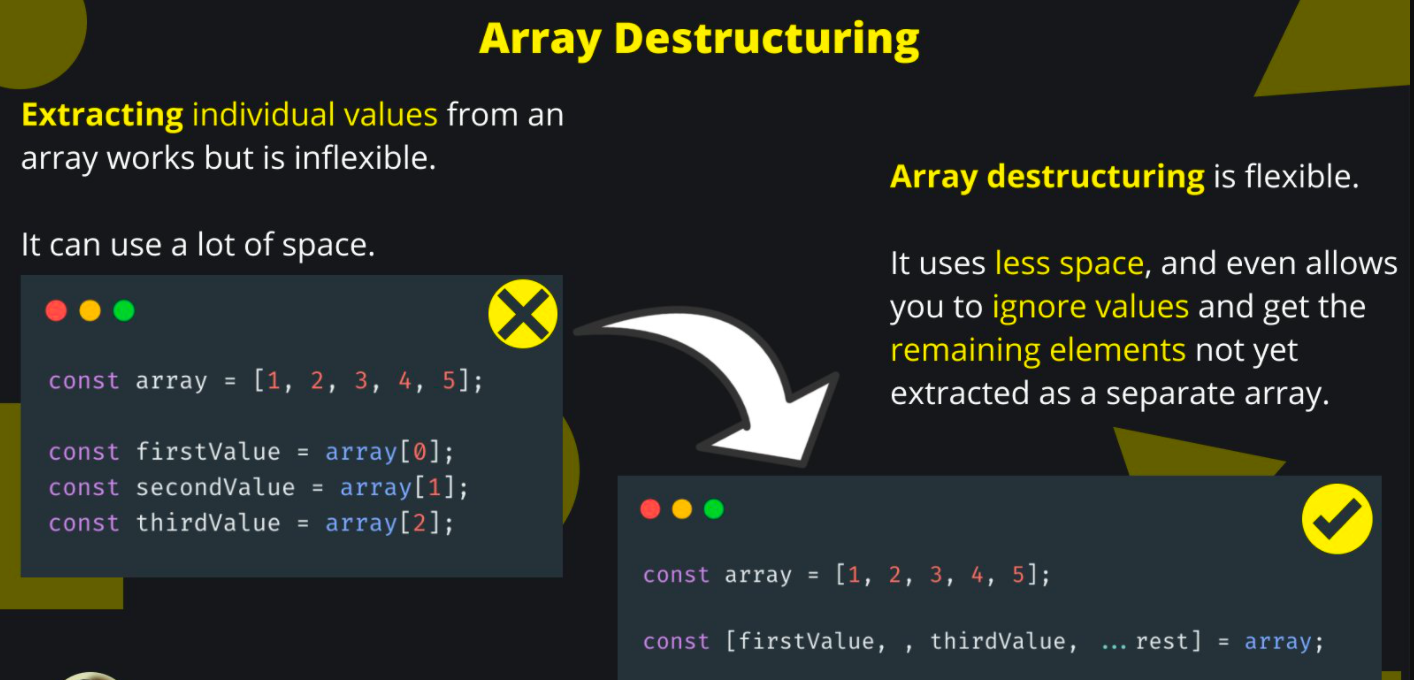 Array Destructuring
Extracting individual values from an
array works but is inflexible.
It can use a lot of space.
const array = [1, 2, 3, 4, 5];
const firstValue = array[0];
const secondValue = array[1];
const thirdValue = array[2];
Array destructuring is flexible.
It uses less space, and even allows
you to ignore values and get the
remaining elements not yet
extracted as a separate array.
const array = [1, 2, 3, 4, 5];
const [firstValue, , thirdValue, ...rest] = array;